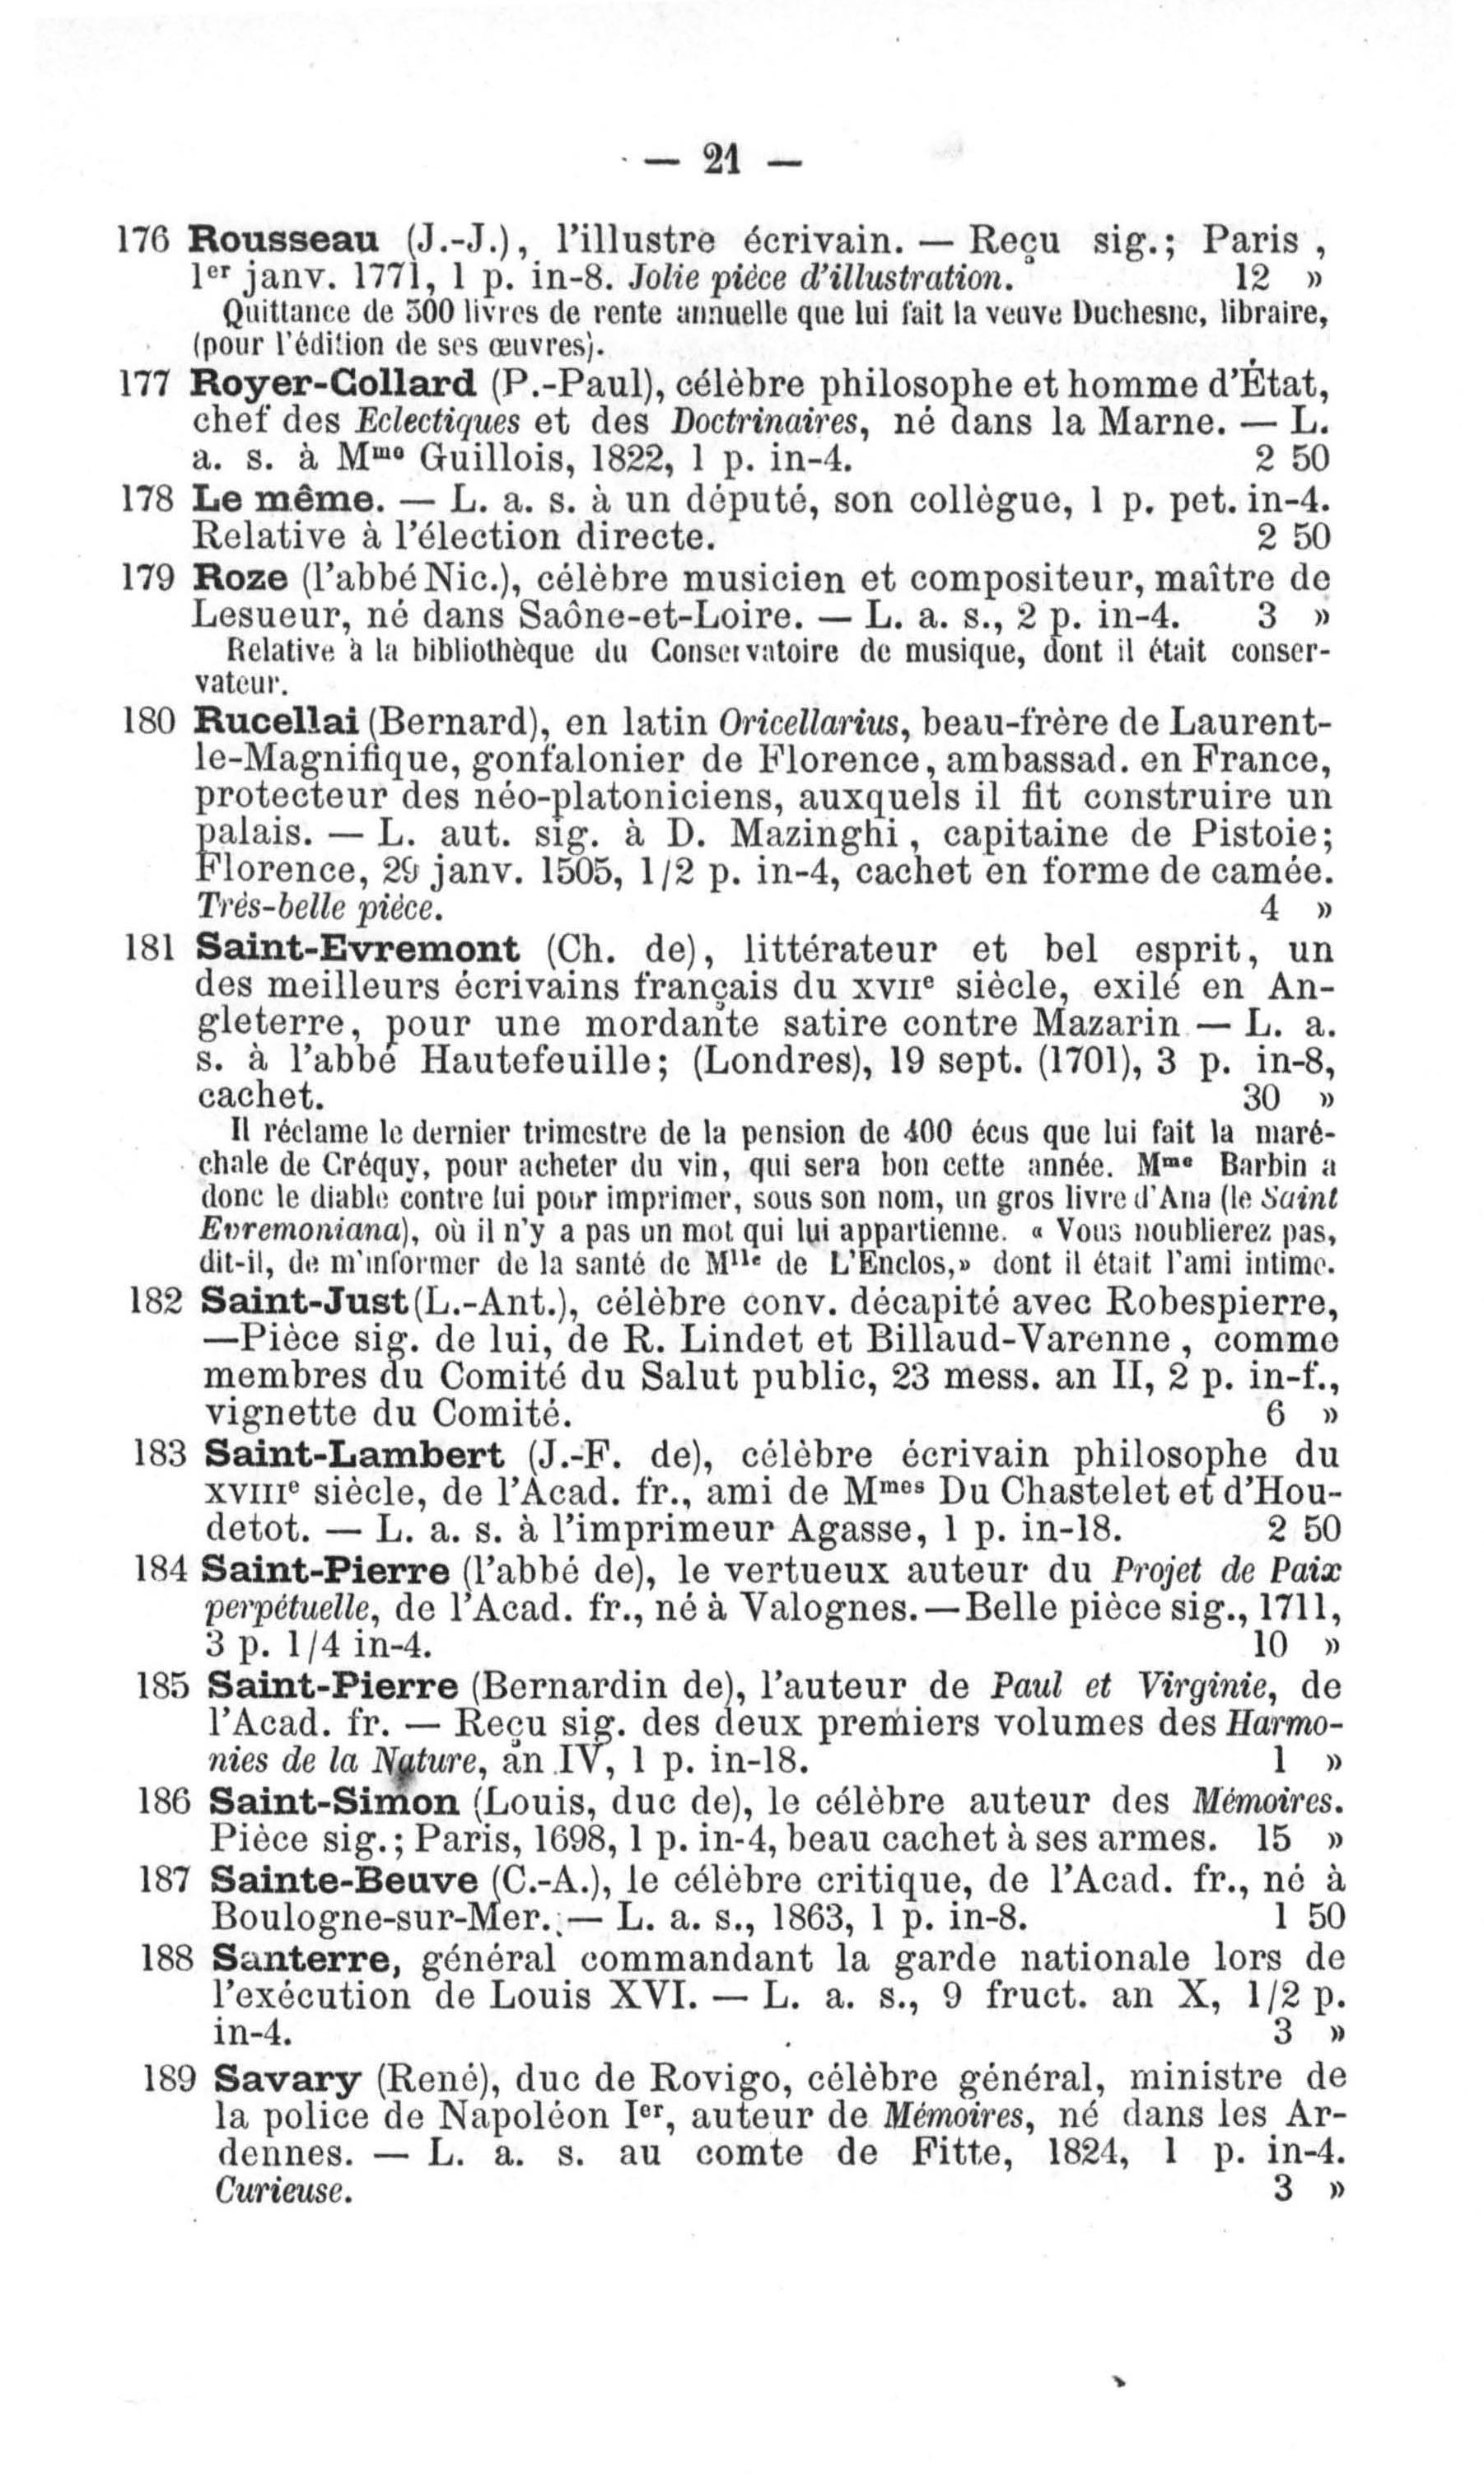 — 21 —
176 Rousseau (J.-J.), l'illustre écrivain. — Reçu sig.; Paris,
1er janv. 1771, 1 p. in-8. Jolie pièce d'illustration. 12 »
Quittance de 300 livres de rente annuelle que lui fait la veuve Duchesne, libraire,
(pour l'édition de ses œuvres).
177 Royer-Collard (P.-Paul), célèbre philosophe et homme d'État,
chef des Eclectiques et des Doctrinaires, né dans la Marne. — L.
a. s. à Mme Guillois, 1822, 1 p. in-4. 2 50
178 Le même. — L. a. s. à un député, son collègue, 1 p. pet. in-4.
Relative à l'élection directe. 2 50
179 Roze (l'abbé Nic.), célèbre musicien et compositeur, maître de
Lesueur, né dans Saône-et-Loire. — L. a. s., 2 p. in-4. 3 »
Relative à la bibliothèque du Conservatoire de musique, dont il était conser-
vateur.
180 Rucellai (Bernard), en latin Oricellarius, beau-frère de Laurent-
le-Magnifique, gonfalonier de Florence, ambassad. en France,
protecteur des néo-platoniciens, auxquels il fit construire un
palais. — L. aut. sig. à D. Mazinghi, capitaine de Pistoie;
Florence, 29 janv. 1505, 1/2 p. in-4, cachet en forme de camée.
Très-belle pièce. 4 »
181 Saint-Evremont (Ch. de), littérateur et bel esprit, un
des meilleurs écrivains français du XVIIe siècle, exilé en An-
gleterre, pour une mordante satire contre Mazarin — L. a.
s. à l'abbé Hautefeuille; (Londres), 19 sept. (1701), 3 p. in-8,
cachet. 30 »
Il réclame le dernier trimestre de la pension de 400 écus que lui fait la maré-
chale de Créquy, pour acheter du vin, qui sera bon cette année. Mme Barbin a
donc le diable contre lui pour imprimer, sous son nom, un gros livre d'Ana (le Saint
Evremoniana), où il n'y a pas un mot qui lui appartienne. « Vous noublierez pas,
dit-il, de m'informer de la santé de Mlle de L'Enclos,» dont il était l'ami intime.
182 Saint-Just (L.-Ant.), célèbre conv. décapité avec Robespierre,
—Pièce sig. de lui, de R. Lindet et Billaud-Varenne, comme
membres du Comité du Salut public, 23 mess. an II, 2 p. in-f.,
vignette du Comité. 6 »
183 Saint-Lambert (J.-F. de), célèbre écrivain philosophe du
XVIIIe siècle, de l'Acad. fr., ami de Mmes Du Chastelet et d'Hou-
detot. — L. a. s. à l'imprimeur Agasse, 1 p. in-18. 2 50
184 Saint-Pierre (l'abbé de), le vertueux auteur du Projet de Paix
perpétuelle, de l'Acad. fr., né à Valognes.—Belle pièce sig., 1711,
3 p. 1/4 in-4. 10 »
185 Saint-Pierre (Bernardin de), l'auteur de Paul et Virginie, de
l'Acad. fr. — Reçu sig. des deux premiers volumes des Harmo-
nies de la Nature, an IV, 1 p. in-18. 1 »
186 Saint-Simon (Louis, duc de), le célèbre auteur des Mémoires.
Pièce sig.; Paris, 1698, 1 p. in-4, beau cachet à ses armes. 15 »
187 Sainte-Beuve (C.-A.), le célèbre critique, de l'Acad. fr., né à
Boulogne-sur-Mer. — L. a. s., 1863, 1 p. in-8. 1 50
188 Santerre, général commandant la garde nationale lors de
l'exécution de Louis XVI. — L. a. s., 9 fruct. an X, 1/2 p.
in-4. 3 »
189 Savary (René), duc de Rovigo, célèbre général, ministre de
la police de Napoléon Ier, auteur de Mémoires, né dans les Ar-
dennes. — L. a. s. au comte de Fitte, 1824, 1 p. in-4.
Curieuse. 3 »